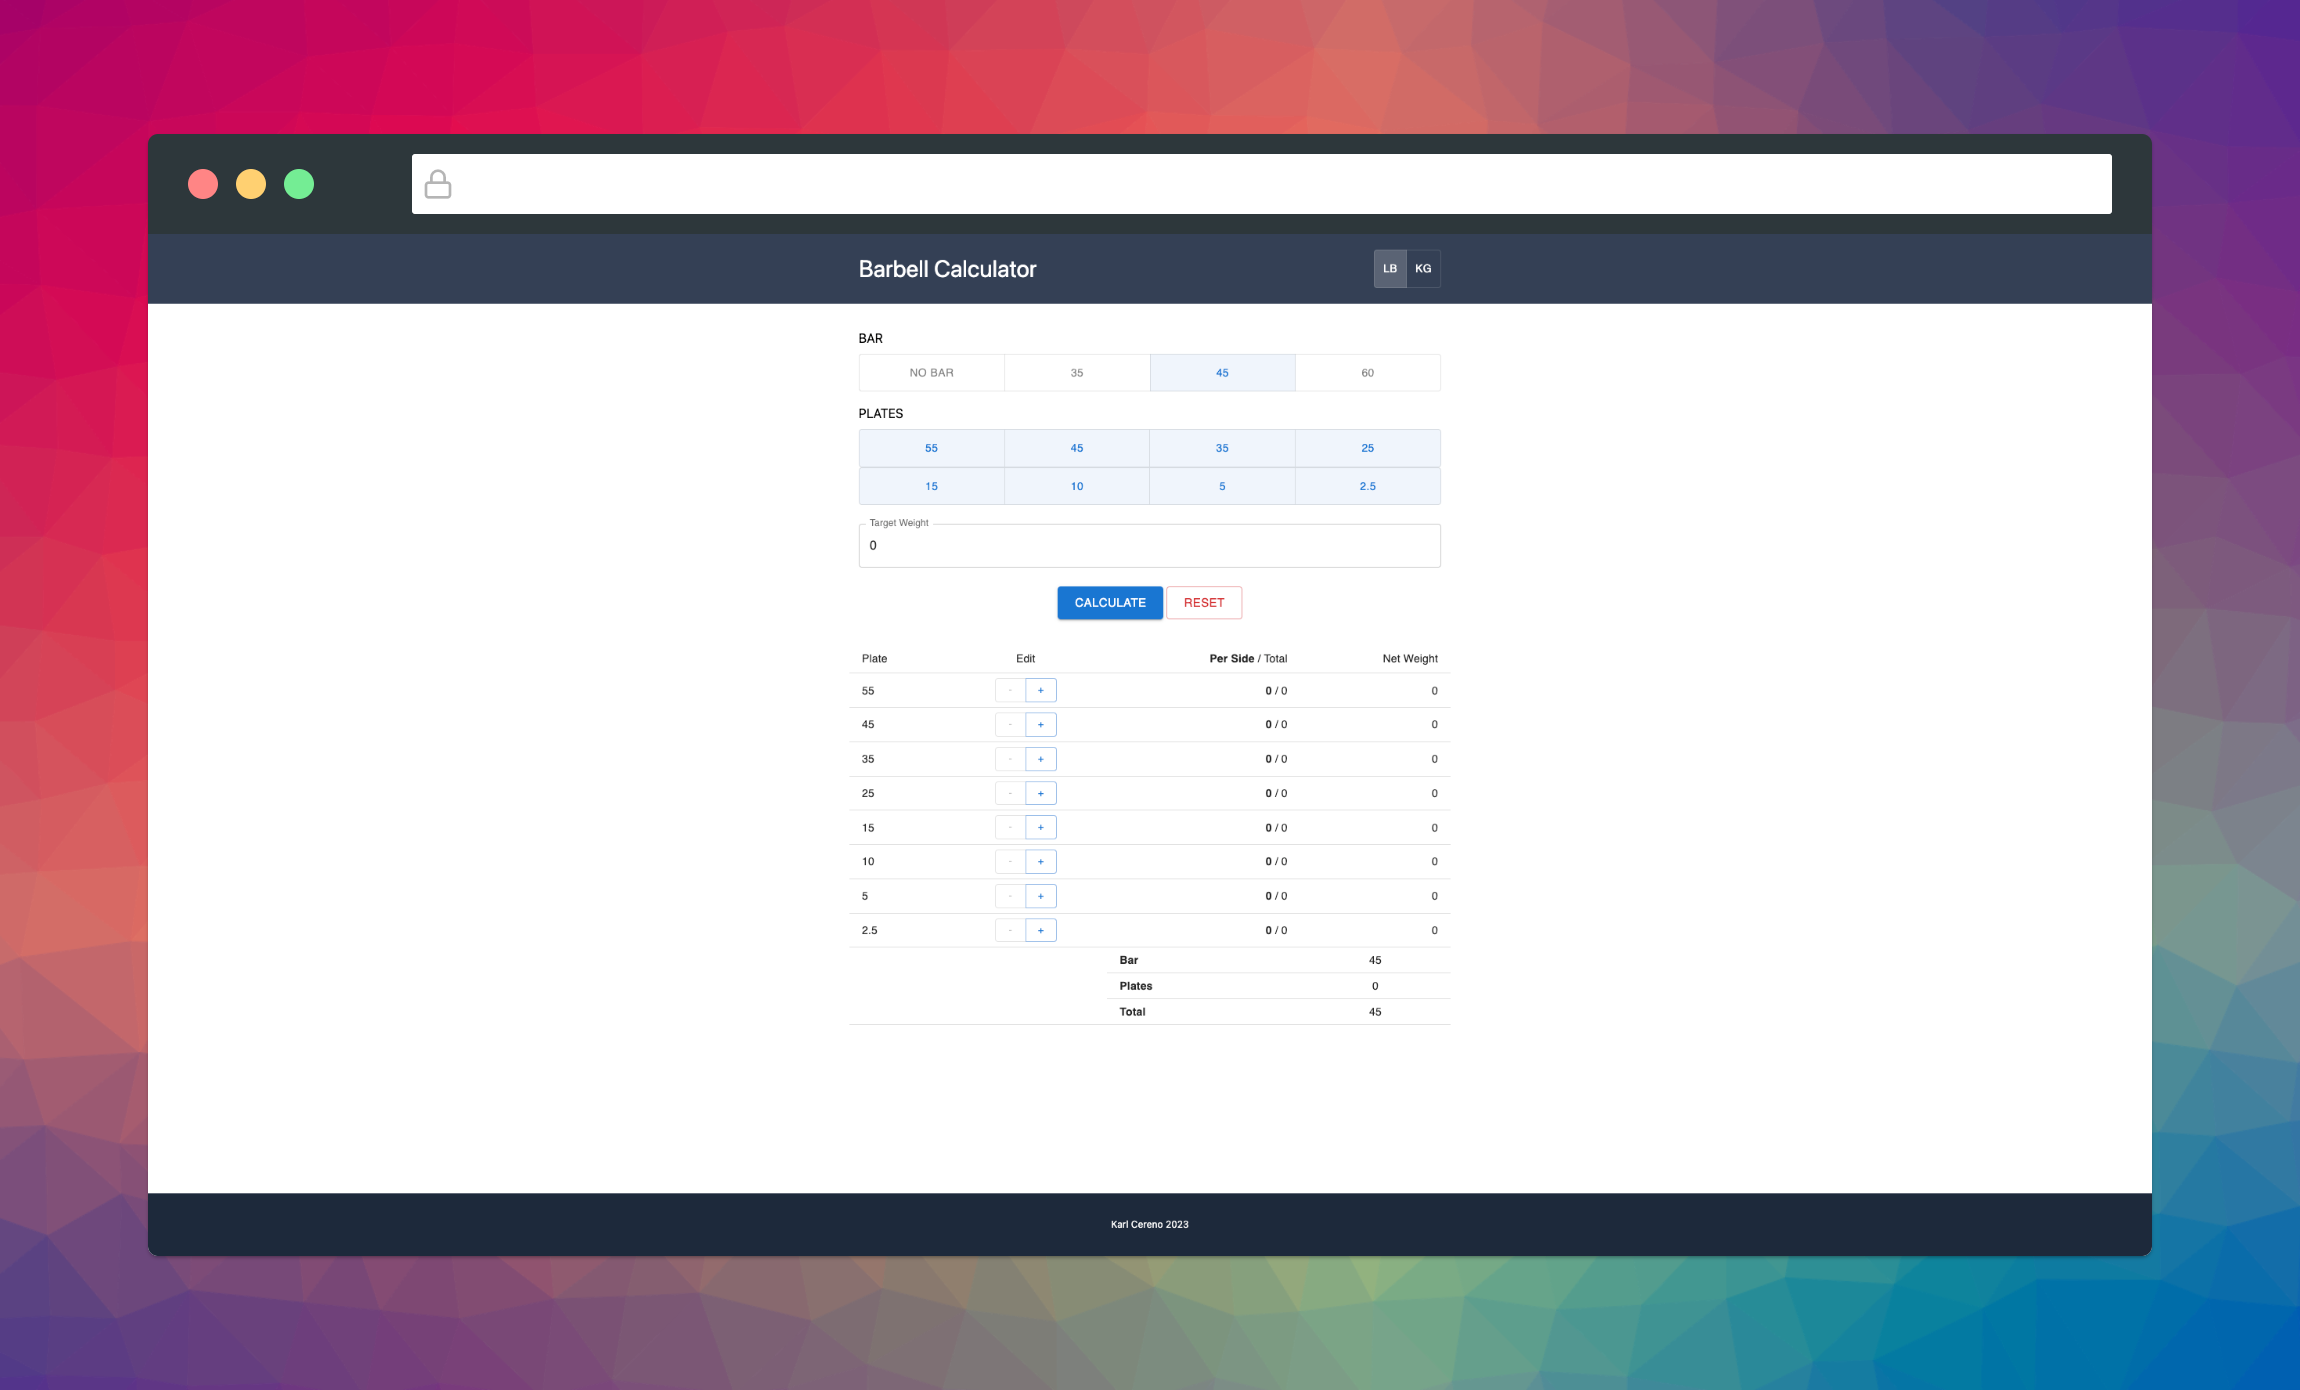 Barbell Calculator LB KG
BAR
NO BAR 35 45 60
PLATES
55 45 35 25
15 10 5 2.5
Target Weight
0
CALCULATE RESET
Plate Edit Per Side / Total Net Weight
55 - + 0 / 0 0
45 - + 0 / 0 0
35 - + 0 / 0 0
25 - + 0 / 0 0
15 - + 0 / 0 0
10 - + 0 / 0 0
5 - + 0 / 0 0
2.5 - + 0 / 0 0
Bar 45
Plates 0
Total 45
Karl Cereno 2023